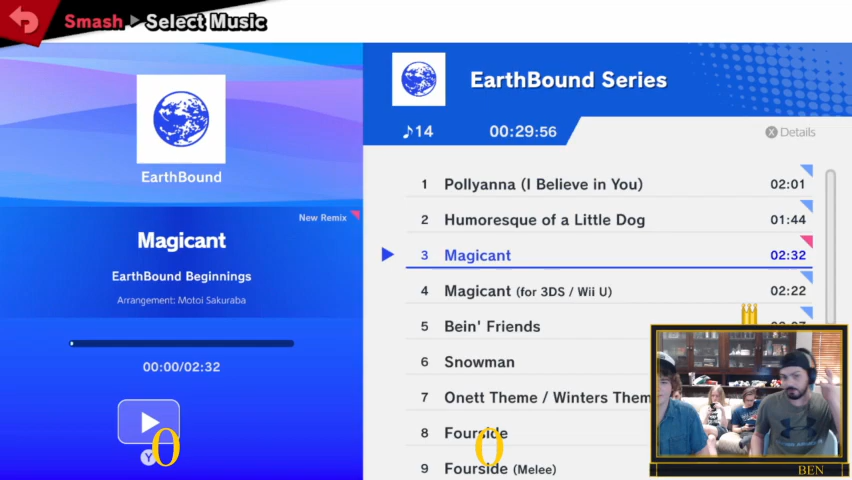 Smash ▶ Select Music
EarthBound Series
♪14 00:29:56
X Details
EarthBound
New Remix
Magicant
EarthBound Beginnings
Arrangement: Motoi Sakuraba
00:00/02:32
Y
0
1 Pollyanna (I Believe in You) 02:01
2 Humoresque of a Little Dog 01:44
3 Magicant 02:32
4 Magicant (for 3DS / Wii U) 02:22
5 Bein' Friends
6 Snowman
7 Onett Theme / Winters Them
8 Fourside
0
9 Fourside (Melee)
UNDER ARMOUR
BEN